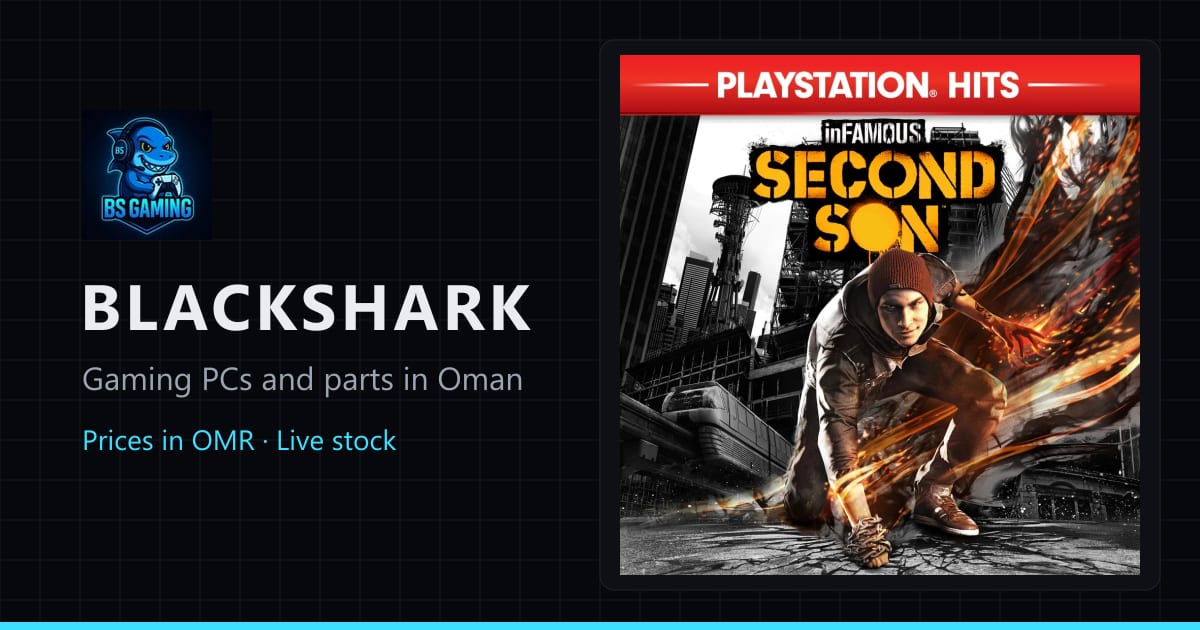 BS
BS GAMING
BLACKSHARK
Gaming PCs and parts in Oman
Prices in OMR · Live stock
PLAYSTATION® HITS
inFAMOUS
SECOND
SON